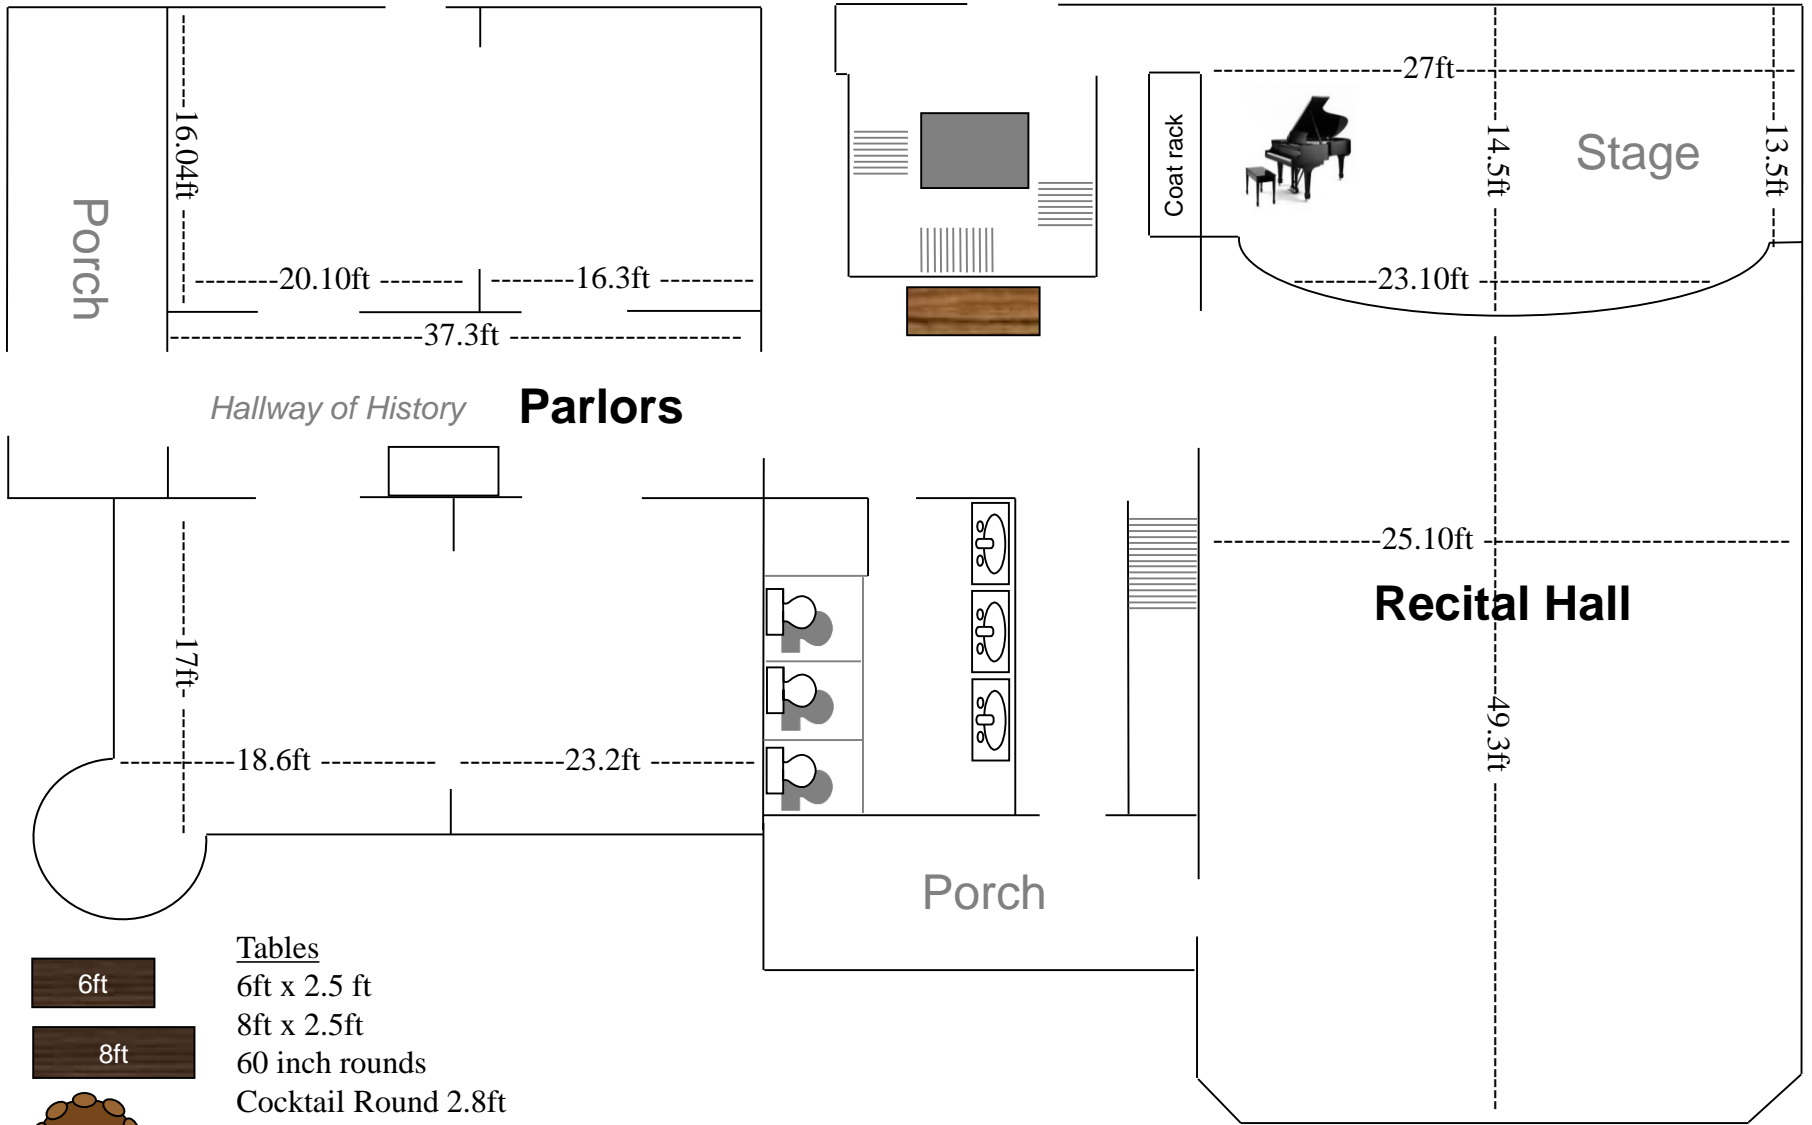 27ft
16.04ft
Coat rack
14.5ft
Stage
13.5ft
Porch
20.10ft
16.3ft
23.10ft
37.3ft
Hallway of History
Parlors
25.10ft
Recital Hall
17ft
49.3ft
18.6ft
23.2ft
Porch
Tables
6ft
6ft x 2.5 ft
8ft x 2.5ft
8ft
60 inch rounds
Cocktail Round 2.8ft